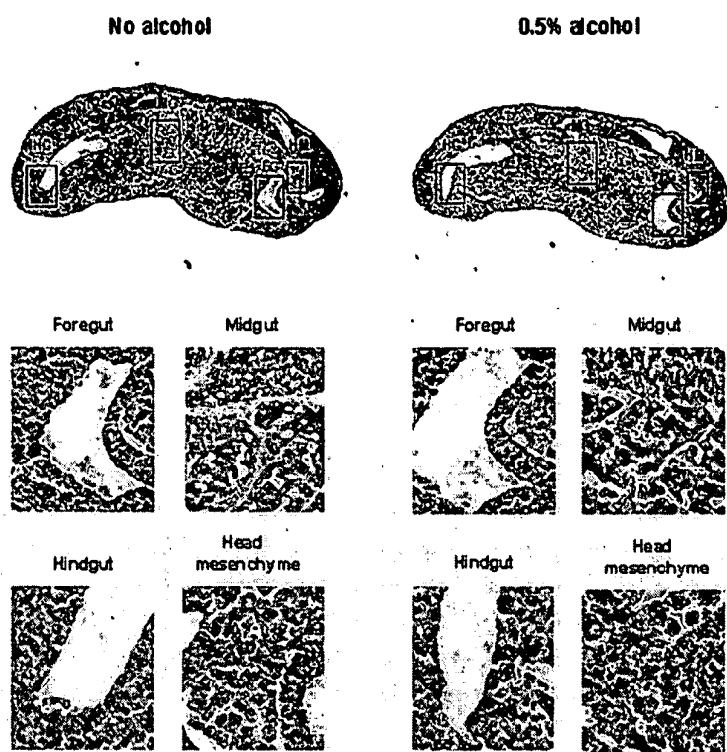 No alcohol
0.5% alcohol
Foregut
Midgut
Foregut
Midgut
Hindgut
Head
mesenchyme
Hindgut
Head
mesenchyme